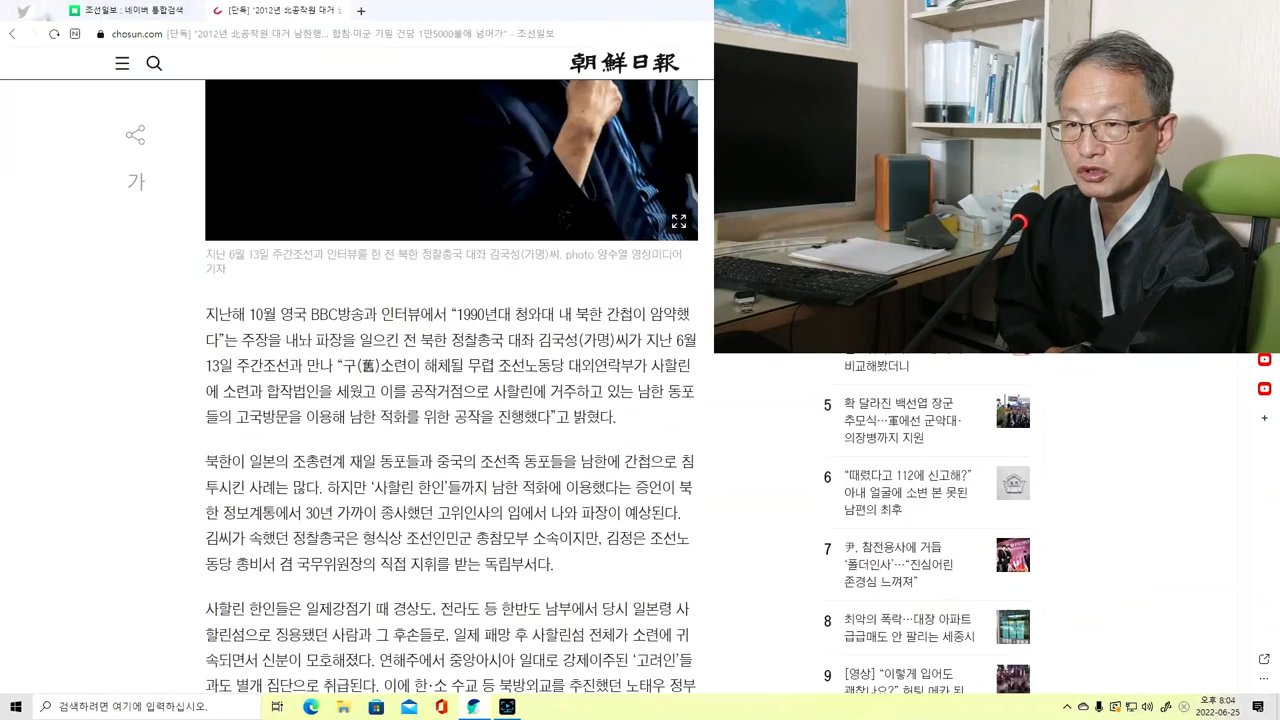 조선일보 : 네이버 통합검색
[단독] "2012년 北공작원 대거 남
chosun.com [단독] "2012년 北공작원 대거 남한행... 합참·미군 기밀 건당 1만5000불에 넘어가" - 조선일보
朝鮮日報
가
지난 6월 13일 주간조선과 인터뷰를 한 전 북한 정찰총국 대좌 김국성(가명)씨. photo 양수열 영상미디어
기자
지난해 10월 영국 BBC방송과 인터뷰에서 “1990년대 청와대 내 북한 간첩이 암약했
다”는 주장을 내놔 파장을 일으킨 전 북한 정찰총국 대좌 김국성(가명)씨가 지난 6월
13일 주간조선과 만나 “구(舊)소련이 해체될 무렵 조선노동당 대외연락부가 사할린
에 소련과 합작법인을 세웠고 이를 공작거점으로 사할린에 거주하고 있는 남한 동포
들의 고국방문을 이용해 남한 적화를 위한 공작을 진행했다”고 밝혔다.
북한이 일본의 조총련계 재일 동포들과 중국의 조선족 동포들을 남한에 간첩으로 침
투시킨 사례는 많다. 하지만 ‘사할린 한인’들까지 남한 적화에 이용했다는 증언이 북
한 정보계통에서 30년 가까이 종사했던 고위인사의 입에서 나와 파장이 예상된다.
김씨가 속했던 정찰총국은 형식상 조선인민군 총참모부 소속이지만, 김정은 조선노
동당 총비서 겸 국무위원장의 직접 지휘를 받는 독립부서다.
사할린 한인들은 일제강점기 때 경상도, 전라도 등 한반도 남부에서 당시 일본령 사
할린섬으로 징용됐던 사람과 그 후손들로, 일제 패망 후 사할린섬 전체가 소련에 귀
속되면서 신분이 모호해졌다. 연해주에서 중앙아시아 일대로 강제이주된 ‘고려인’들
과도 별개 집단으로 취급된다. 이에 한·소 수교 등 북방외교를 추진했던 노태우 정부
비교해봤더니
5 확 달라진 백선엽 장군
추모식…軍에선 군악대·
의장병까지 지원
6 “때렸다고 112에 신고해?”
아내 얼굴에 소변 본 못된
남편의 최후
7 尹, 참전용사에 거듭
‘폴더인사’…“진심어린
존경심 느껴져”
8 최악의 폭락…대장 아파트
급급매도 안 팔리는 세종시
9 [영상] “이렇게 입어도
괜찮나요?” 헌팅 메카 된
검색하려면 여기에 입력하십시오.
오후 8:04
2022-06-25